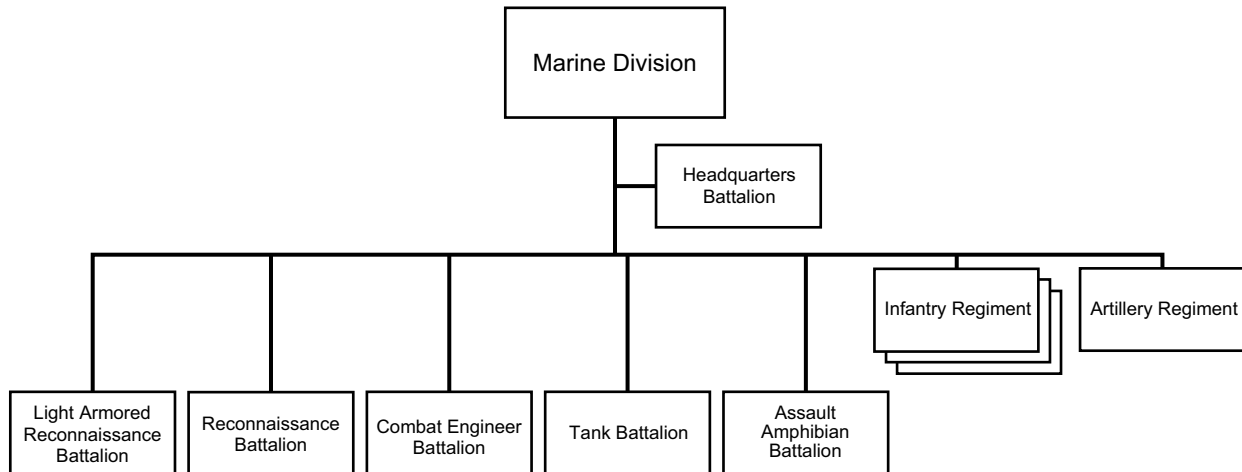 Marine Division
Headquarters
Battalion
Infantry Regiment
Artillery Regiment
Light Armored
Reconnaissance
Battalion
Reconnaissance
Battalion
Combat Engineer
Battalion
Tank Battalion
Assault
Amphibian
Battalion